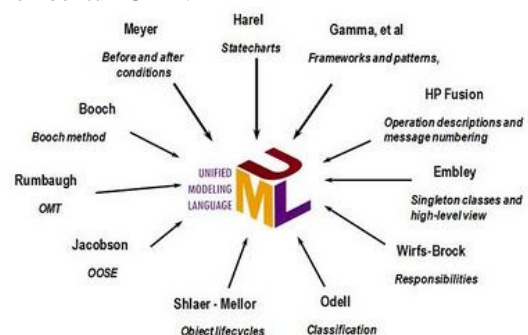 Harel
Statecharts
Meyer
Before and after
conditions
Gamma, et al
Frameworks and patterns,
HP Fusion
Operation descriptions and
message numbering
Booch
Booch method
Embley
Singleton classes and
high-level view
Rumbaugh
OMT
UNIFIED
MODELING
LANGUAGE
UML
Jacobson
OOSE
Wirfs-Brock
Responsibilities
Shlaer - Mellor
Object lifecycles
Odell
Classification